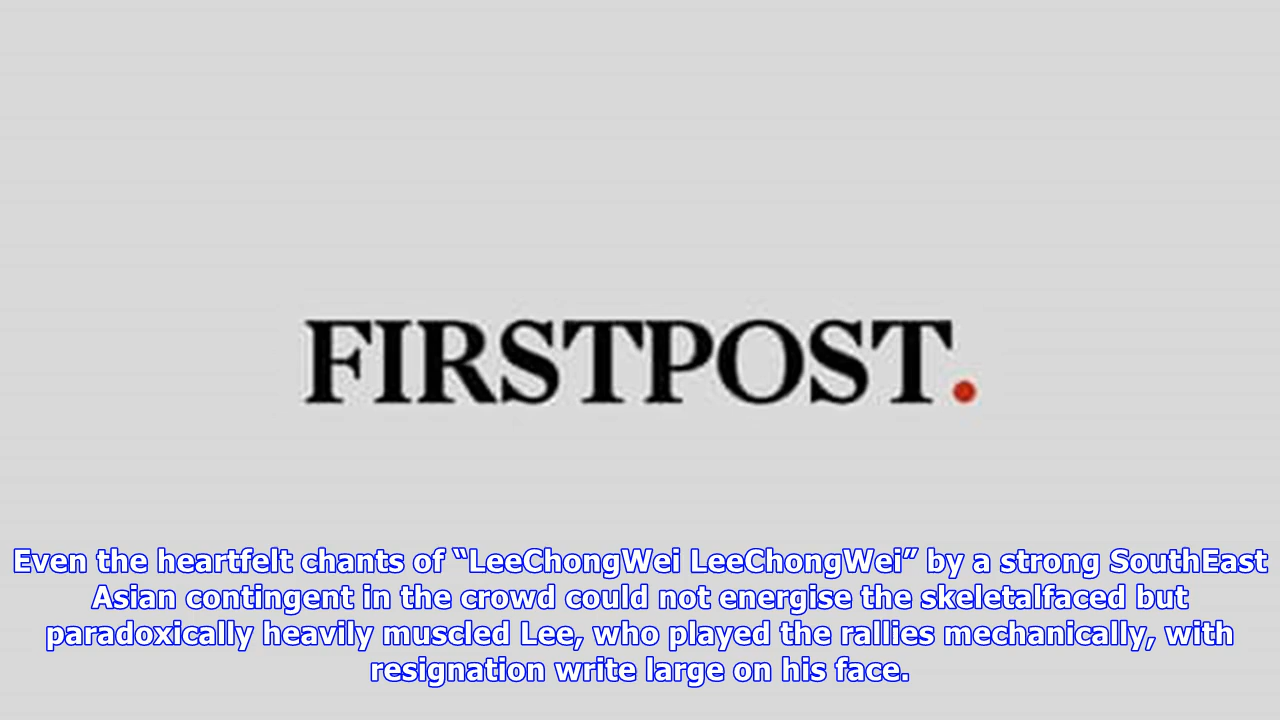 FIRSTPOST.
Even the heartfelt chants of “LeeChongWei LeeChongWei” by a strong SouthEast
Asian contingent in the crowd could not energise the skeletalfaced but
paradoxically heavily muscled Lee, who played the rallies mechanically, with
resignation write large on his face.